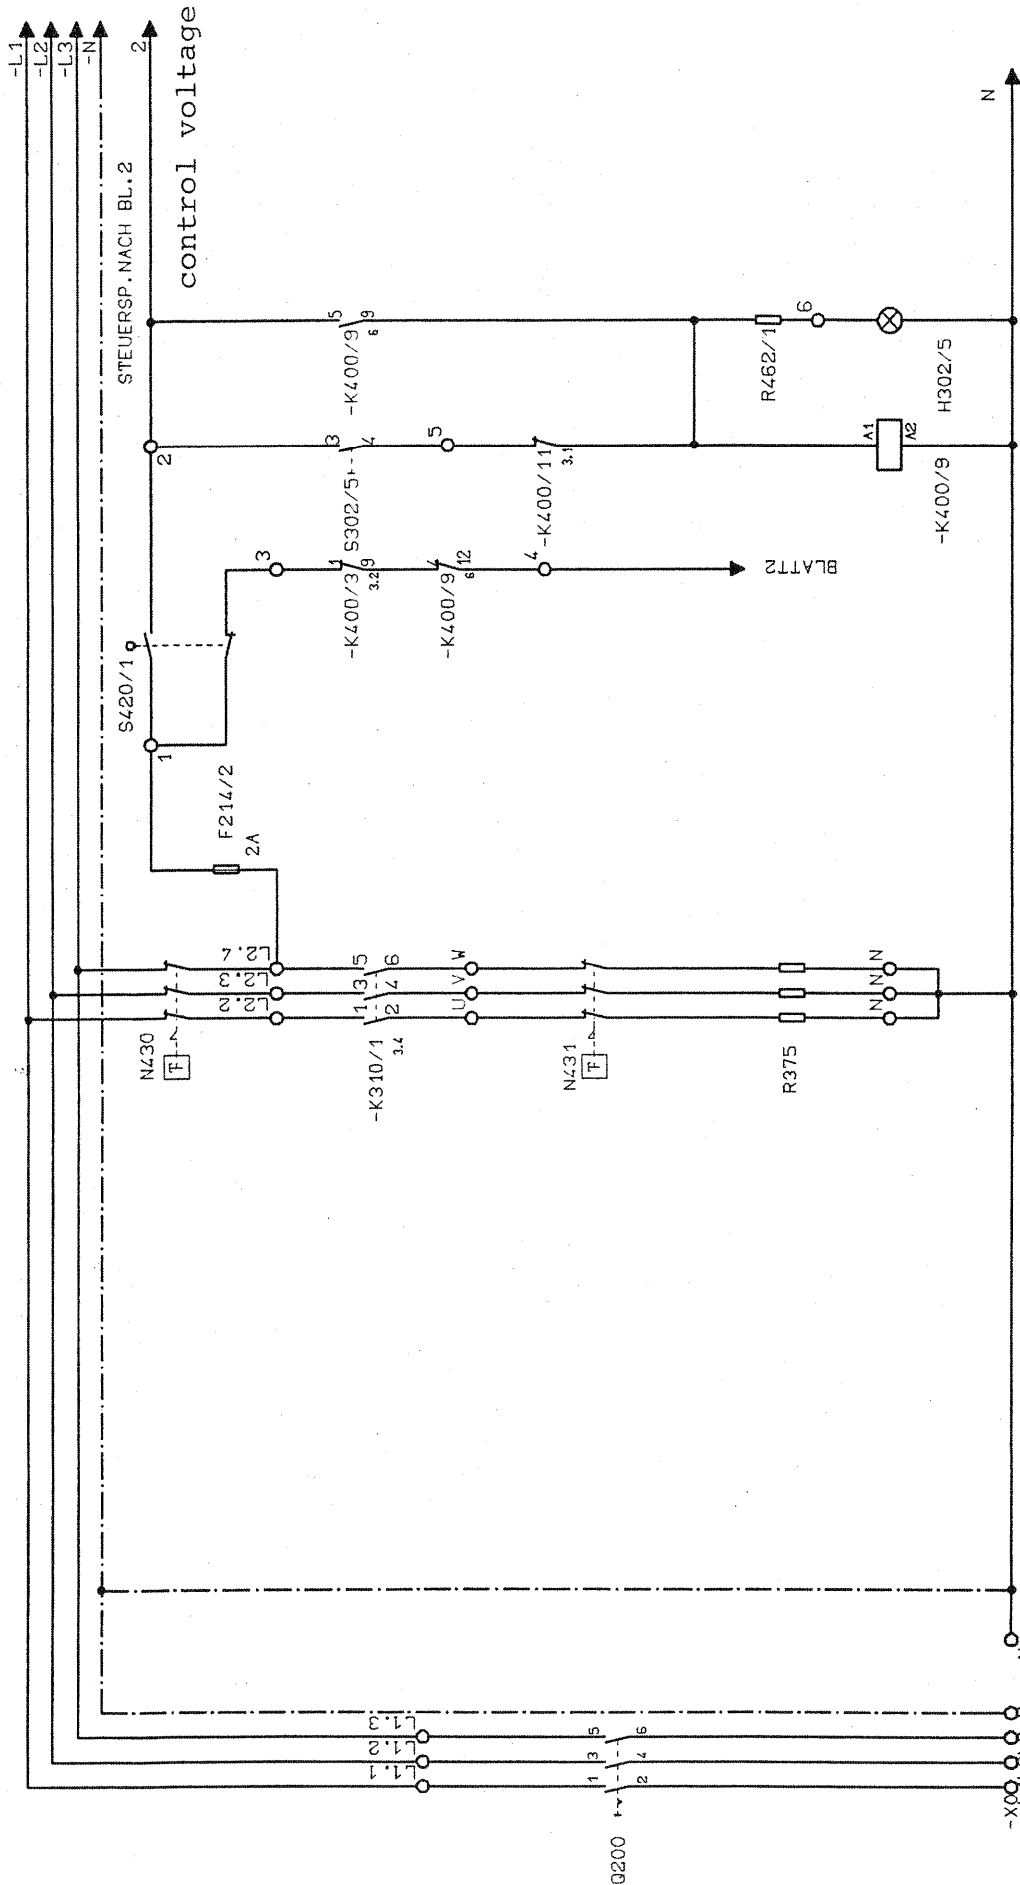 -L1
-L2
-L3
-N
2
STEUERSP.NACH BL.2
control voltage
N
5
-K400/9
6
9
R462/1
6
H302/5
2
3
S302/5
4
5
-K400/11
3.1
A1
A2
-K400/9
3
-K400/3
1
3.2
9
-K400/9
4
6
12
4
BLATT2
S420/1
1
F214/2
2A
N430
L2.2
L2.3
L2.4
-K310/1
3.4
1
2
3
4
5
6
U
V
W
N431
R375
N
N
N
L1.1
L1.2
L1.3
Q200
1
2
3
4
5
6